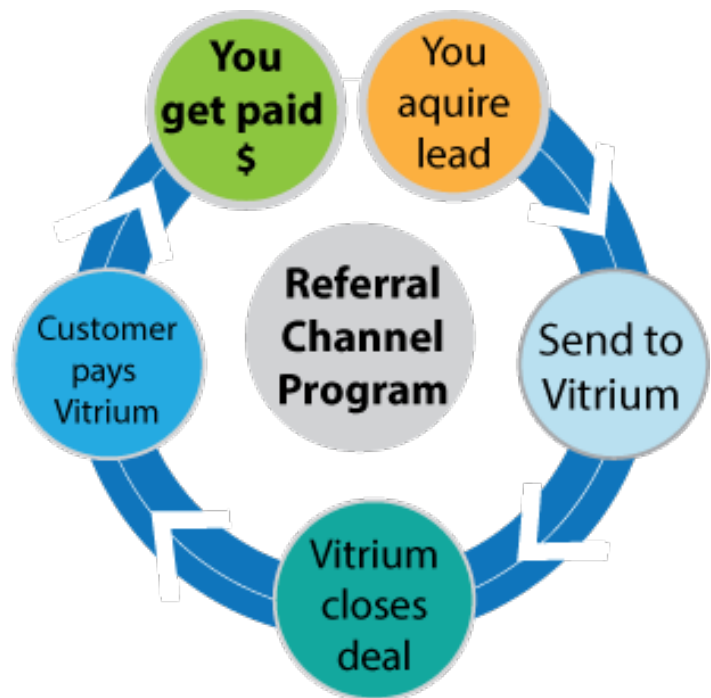 You
get paid
$
You
aquire
lead
Referral
Channel
Program
Customer
pays
Vitrium
Send to
Vitrium
Vitrium
closes
deal